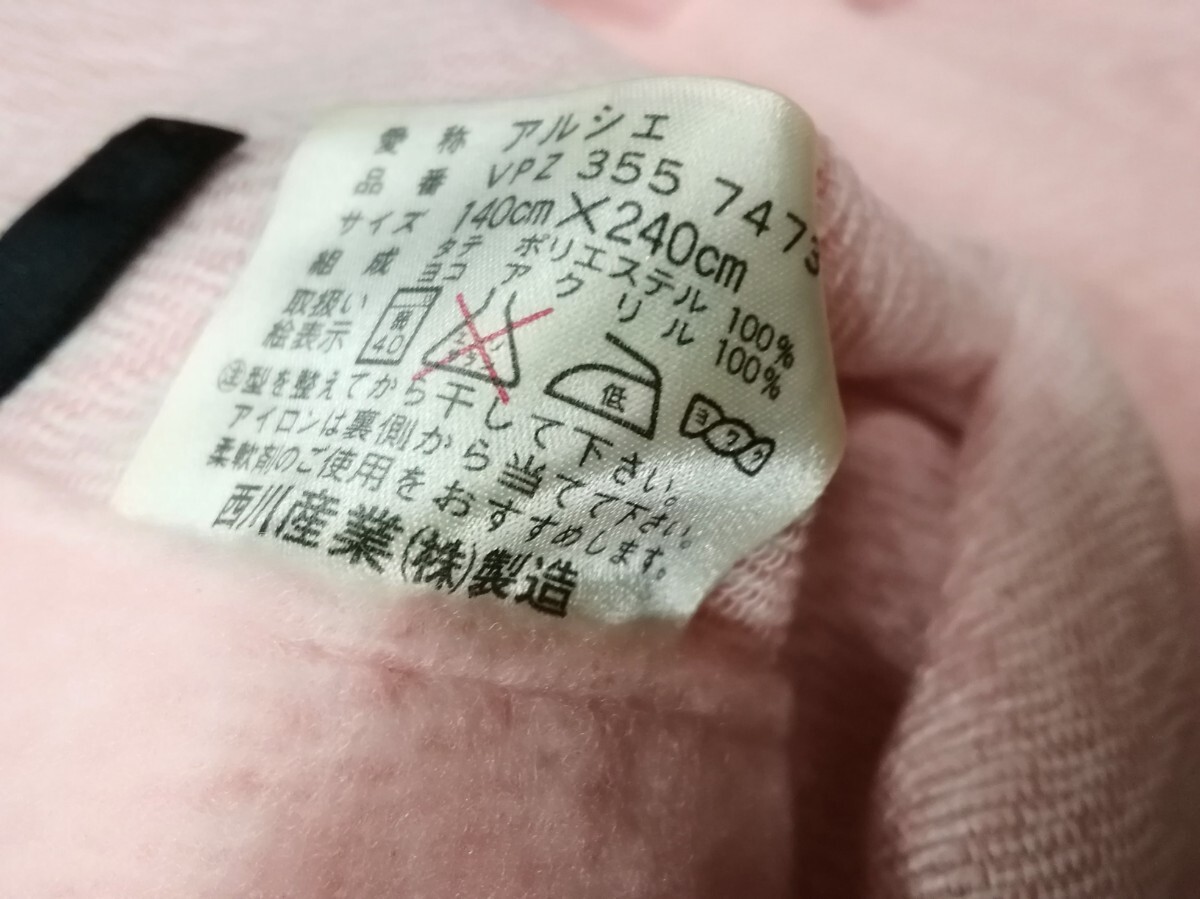 愛称 アルシェ
品番 VPZ 355 7473
サイズ 140cm×240cm
組成 タテ ポリエステル 100%
ヨコ アクリル 100%
取扱い
絵表示
囲 40
低
ヨワク
㊟型を整えてから干して下さい。
アイロンは裏側から当てて下さい。
柔軟剤のご使用をおすすめします。
西川産業(株)製造